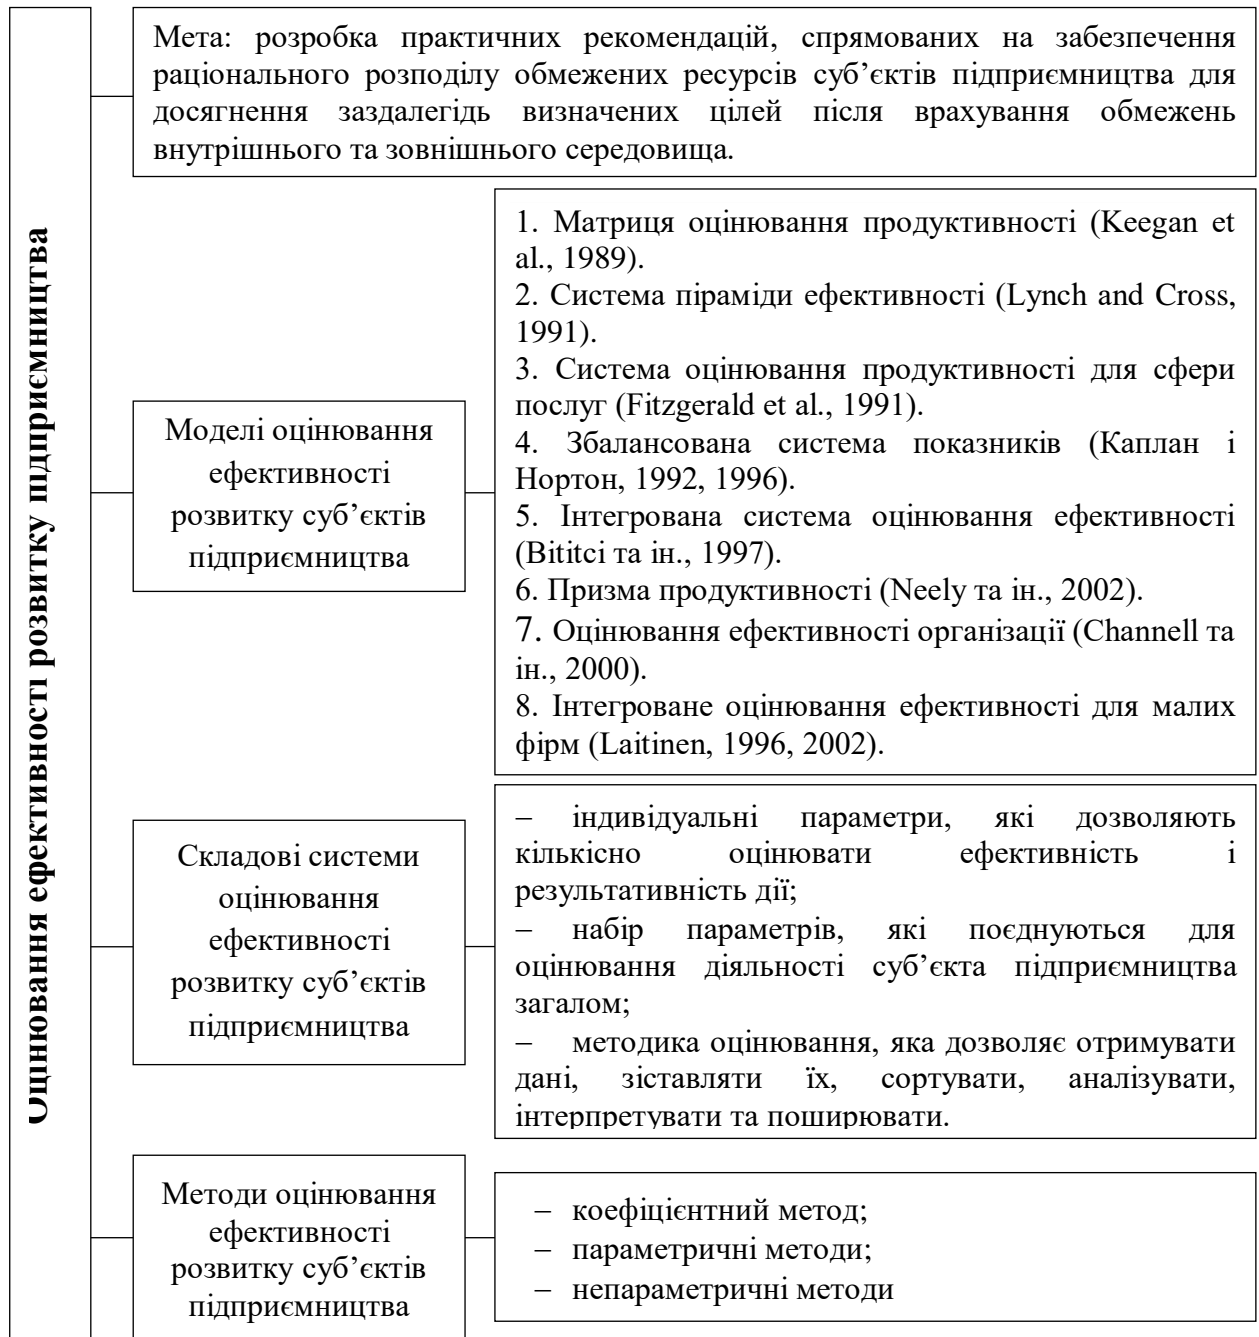 Оцінювання ефективності розвитку підприємництва
Мета: розробка практичних рекомендацій, спрямованих на забезпечення
раціонального розподілу обмежених ресурсів суб’єктів підприємництва для
досягнення заздалегідь визначених цілей після врахування обмежень
внутрішнього та зовнішнього середовища.
Моделі оцінювання
ефективності
розвитку суб’єктів
підприємництва
1. Матриця оцінювання продуктивності (Keegan et
al., 1989).
2. Система піраміди ефективності (Lynch and Cross,
1991).
3. Система оцінювання продуктивності для сфери
послуг (Fitzgerald et al., 1991).
4. Збалансована система показників (Каплан і
Нортон, 1992, 1996).
5. Інтегрована система оцінювання ефективності
(Bititci та ін., 1997).
6. Призма продуктивності (Neely та ін., 2002).
7. Оцінювання ефективності організації (Channell та
ін., 2000).
8. Інтегроване оцінювання ефективності для малих
фірм (Laitinen, 1996, 2002).
Складові системи
оцінювання
ефективності
розвитку суб’єктів
підприємництва
– індивідуальні параметри, які дозволяють
кількісно оцінювати ефективність і
результативність дії;
– набір параметрів, які поєднуються для
оцінювання діяльності суб’єкта підприємництва
загалом;
– методика оцінювання, яка дозволяє отримувати
дані, зіставляти їх, сортувати, аналізувати,
інтерпретувати та поширювати.
Методи оцінювання
ефективності
розвитку суб’єктів
підприємництва
– коефіцієнтний метод;
– параметричні методи;
– непараметричні методи